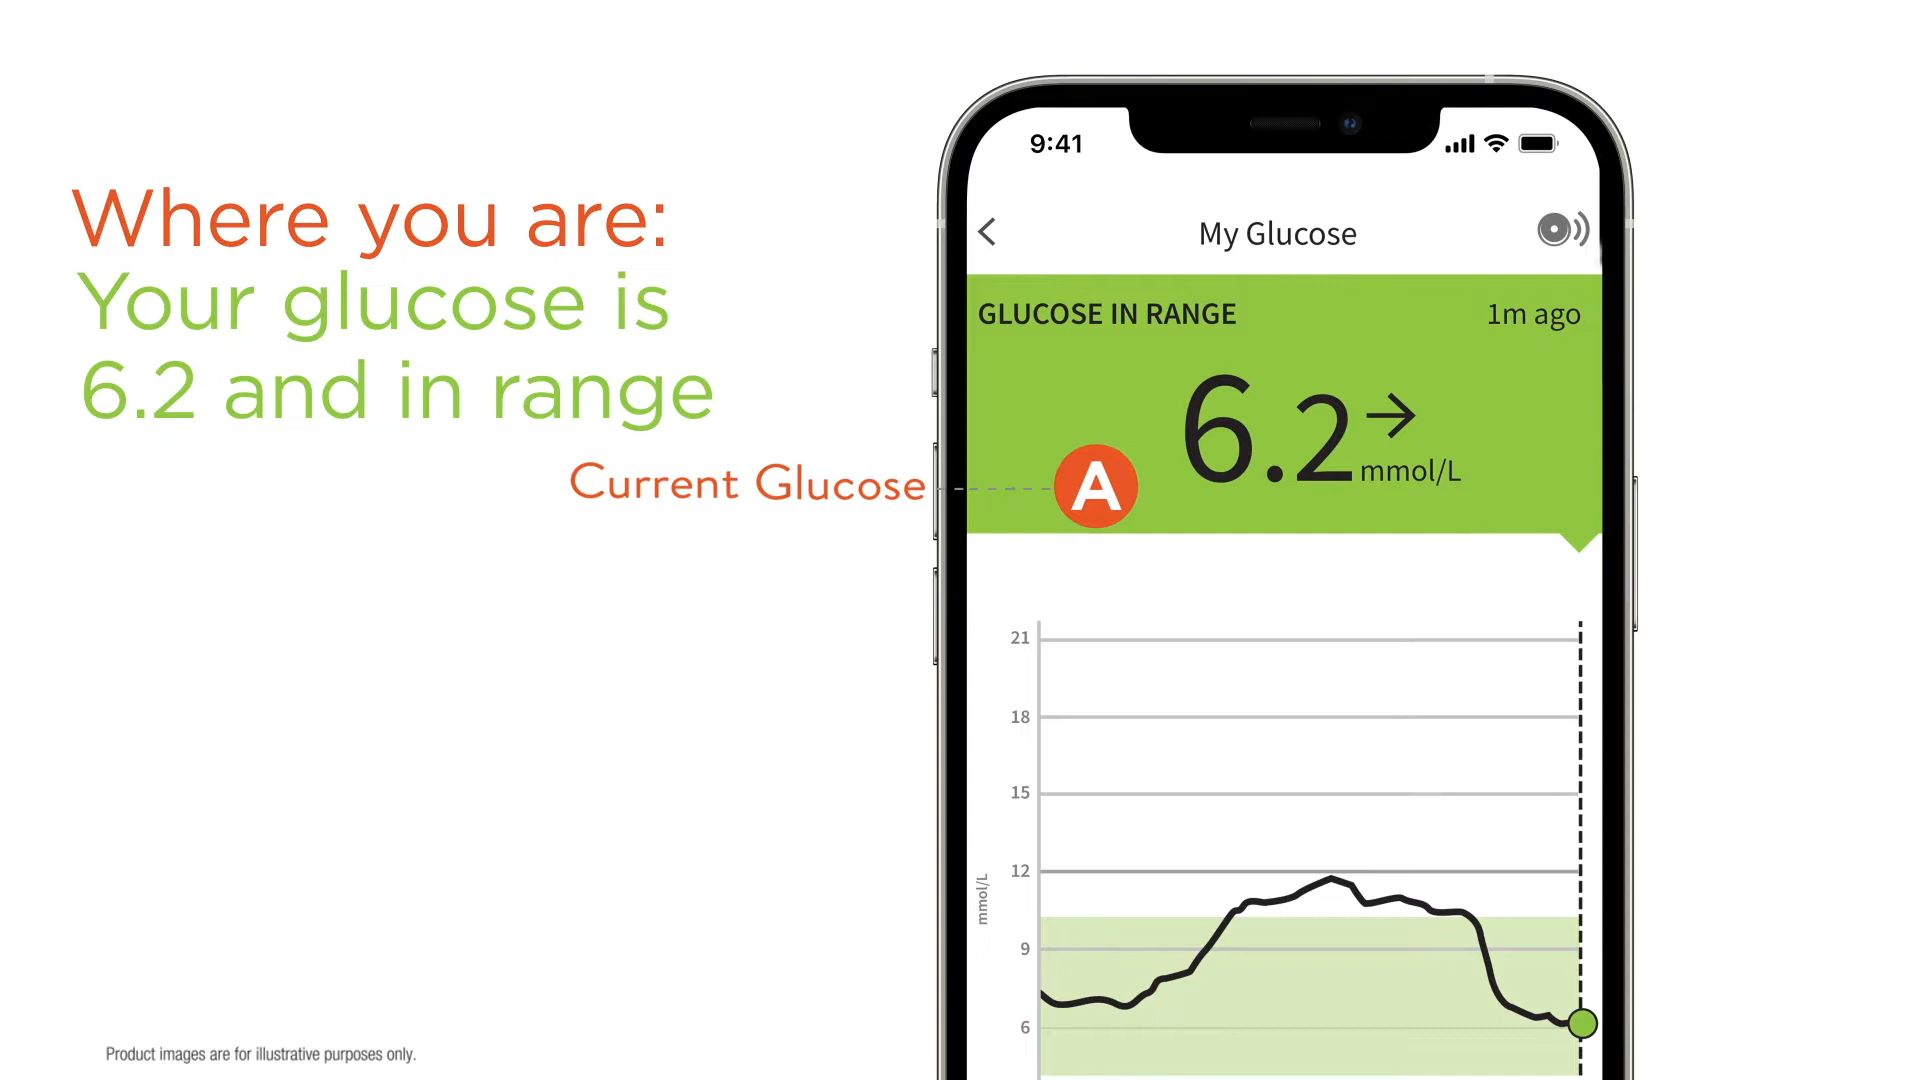 Where you are:
Your glucose is
6.2 and in range
Current Glucose
A
9:41
My Glucose
GLUCOSE IN RANGE
1m ago
6.2
mmol/L
21
18
15
12
9
6
mmol/L
Product images are for illustrative purposes only.